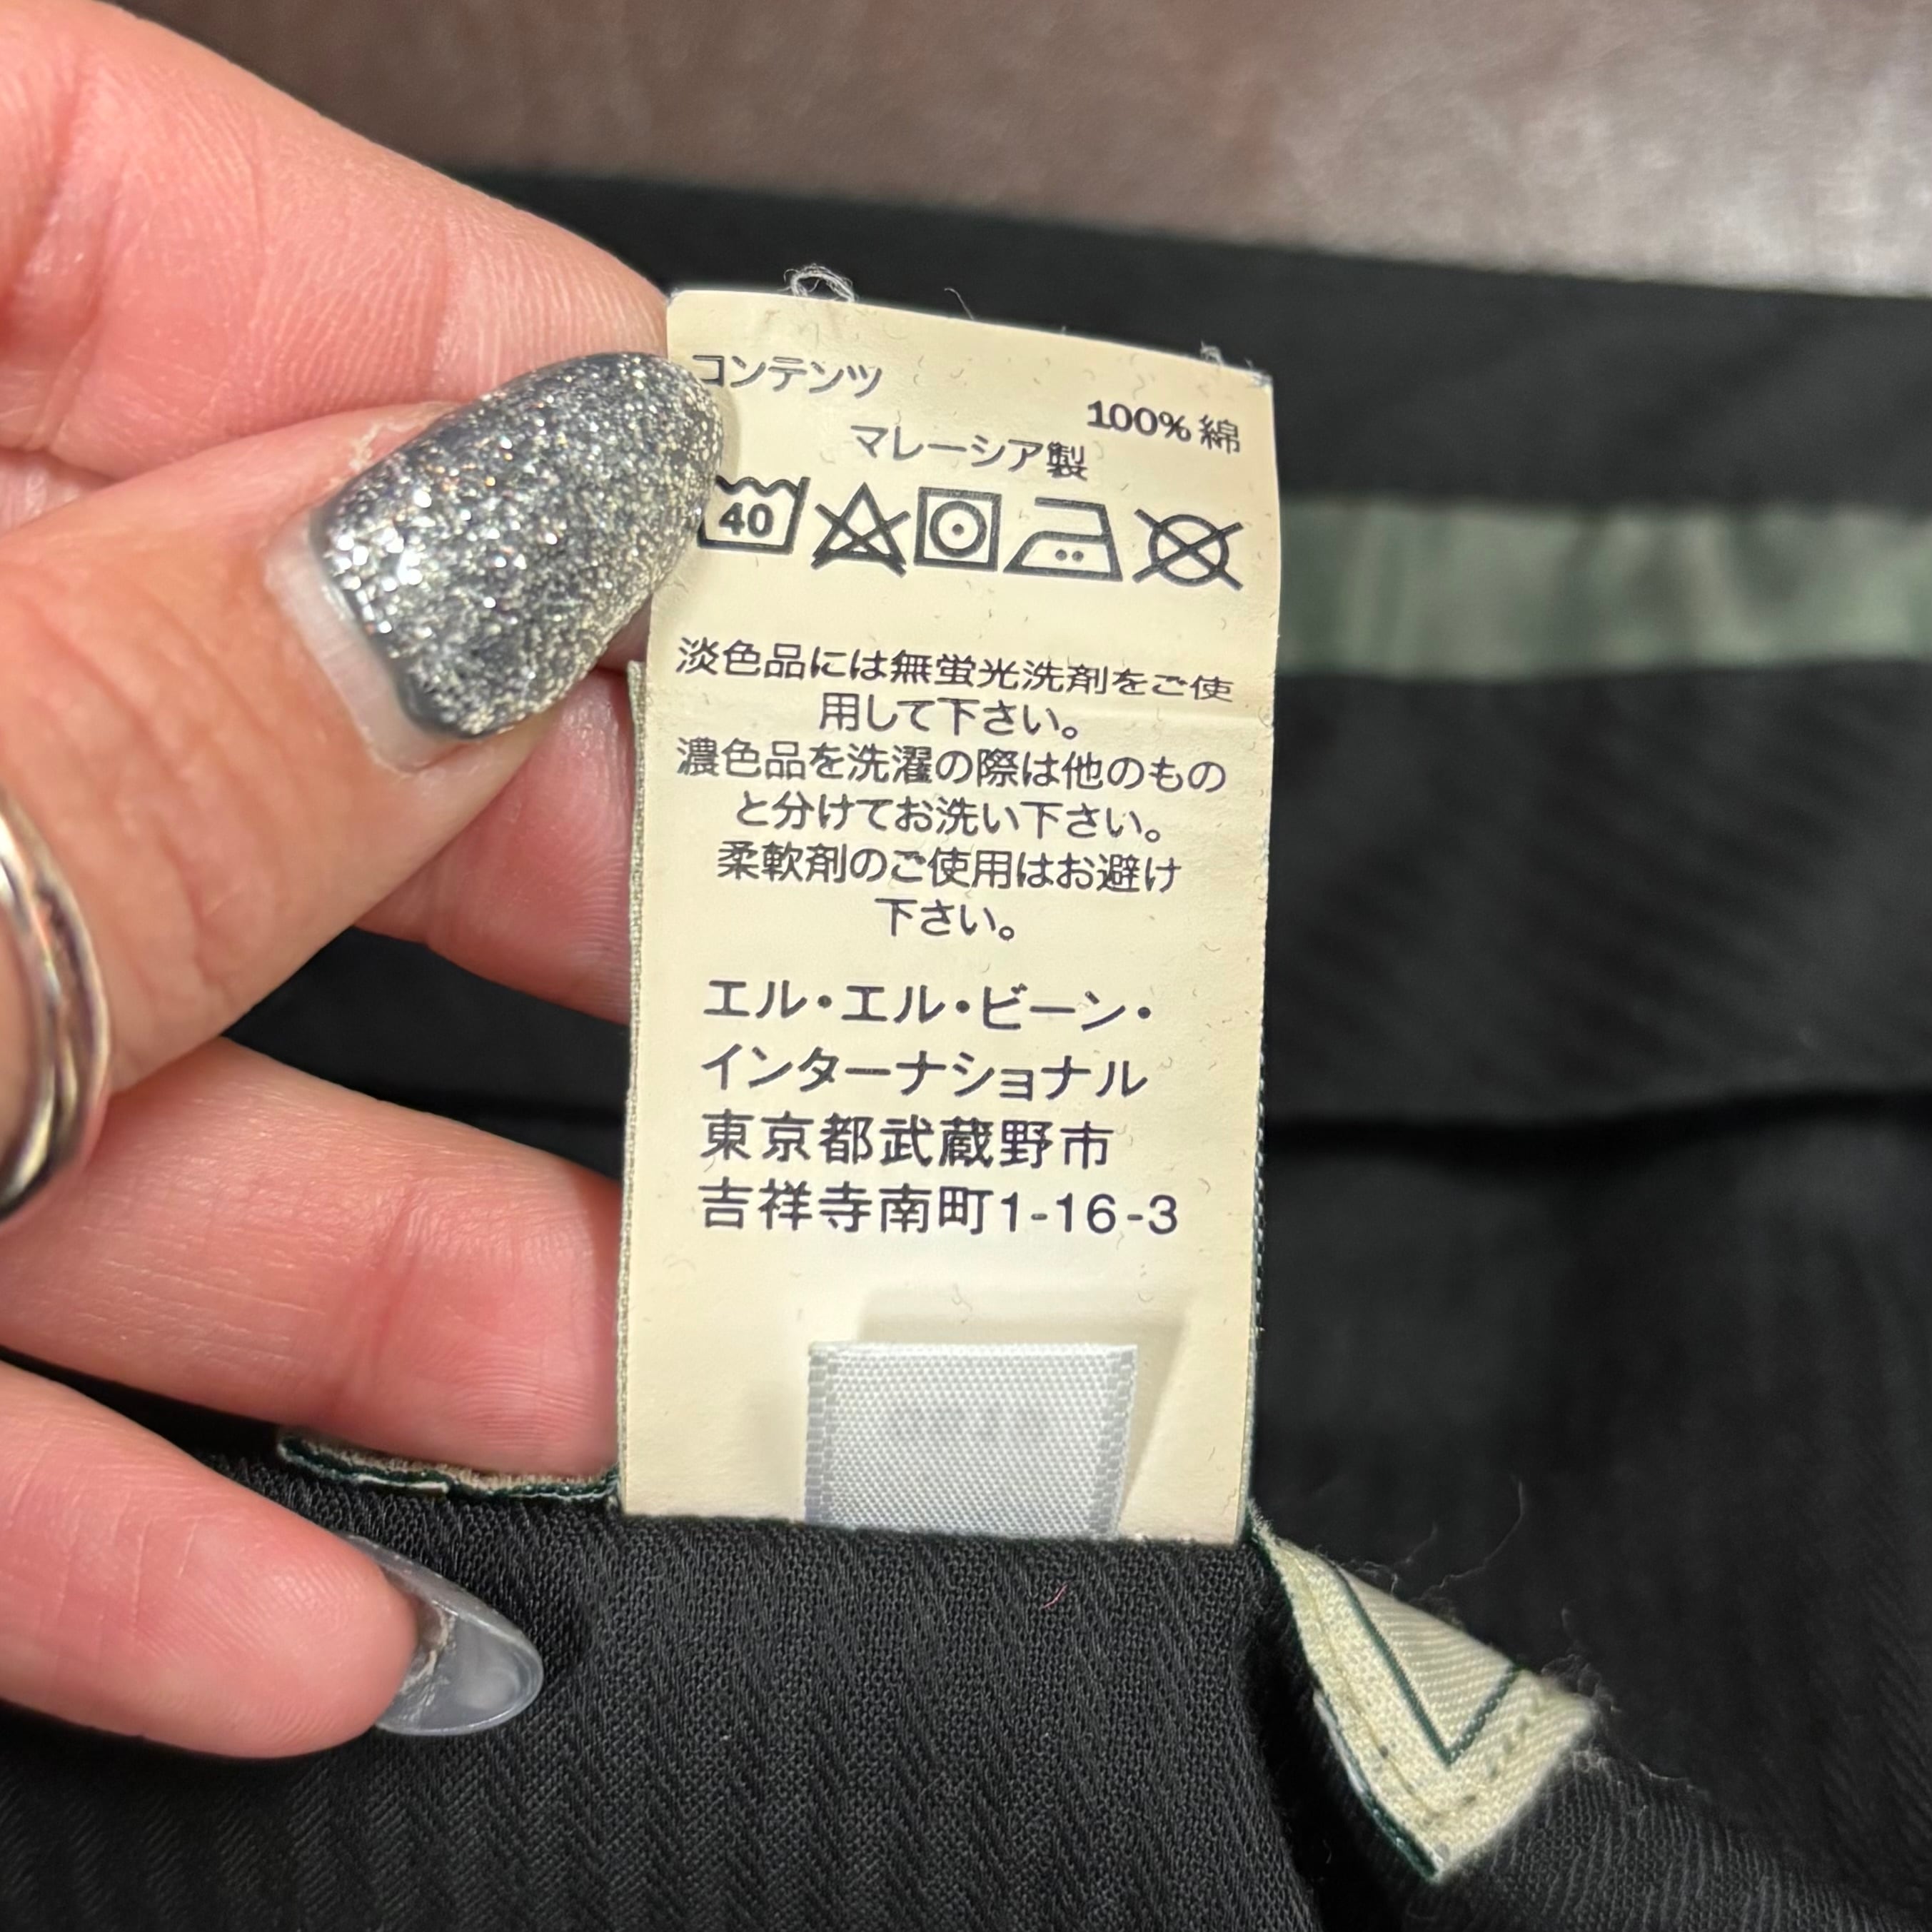 コンテンツ
100% 綿
マレーシア製
40
淡色品には無蛍光洗剤をご使
用して下さい。
濃色品を洗濯の際は他のもの
と分けてお洗い下さい。
柔軟剤のご使用はお避け
下さい。
エル・エル・ビーン・
インターナショナル
東京都武蔵野市
吉祥寺南町1-16-3